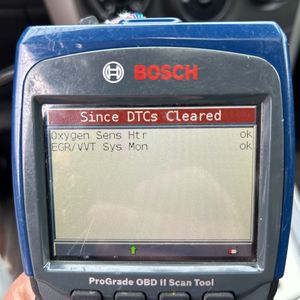 BOSCH
Since DTCs Cleared
Oxygen Sens Htr ok
EGR/VVT Sys Mon ok
ProGrade OBD II Scan Tool